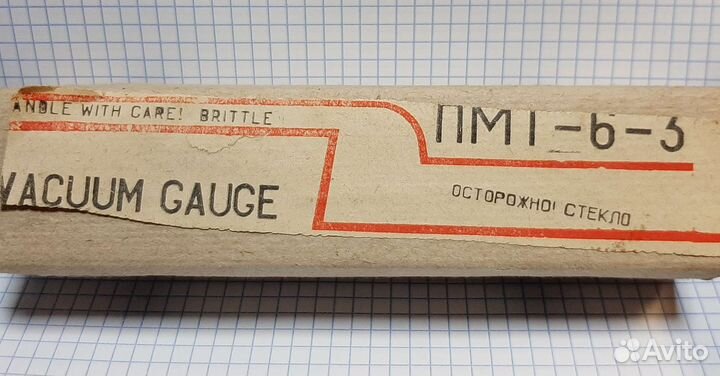 ANDLE WITH CARE! BRITTLE
ПМТ-6-3
VACUUM GAUGE
ОСТОРОЖНО! СТЕКЛО
Avito